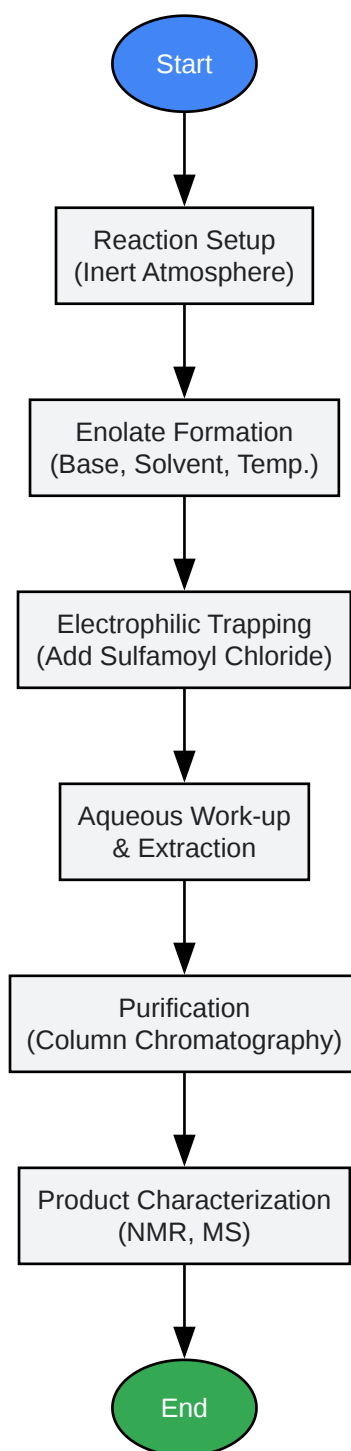 Start
Reaction Setup
(Inert Atmosphere)
Enolate Formation
(Base, Solvent, Temp.)
Electrophilic Trapping
(Add Sulfamoyl Chloride)
Aqueous Work-up
& Extraction
Purification
(Column Chromatography)
Product Characterization
(NMR, MS)
End